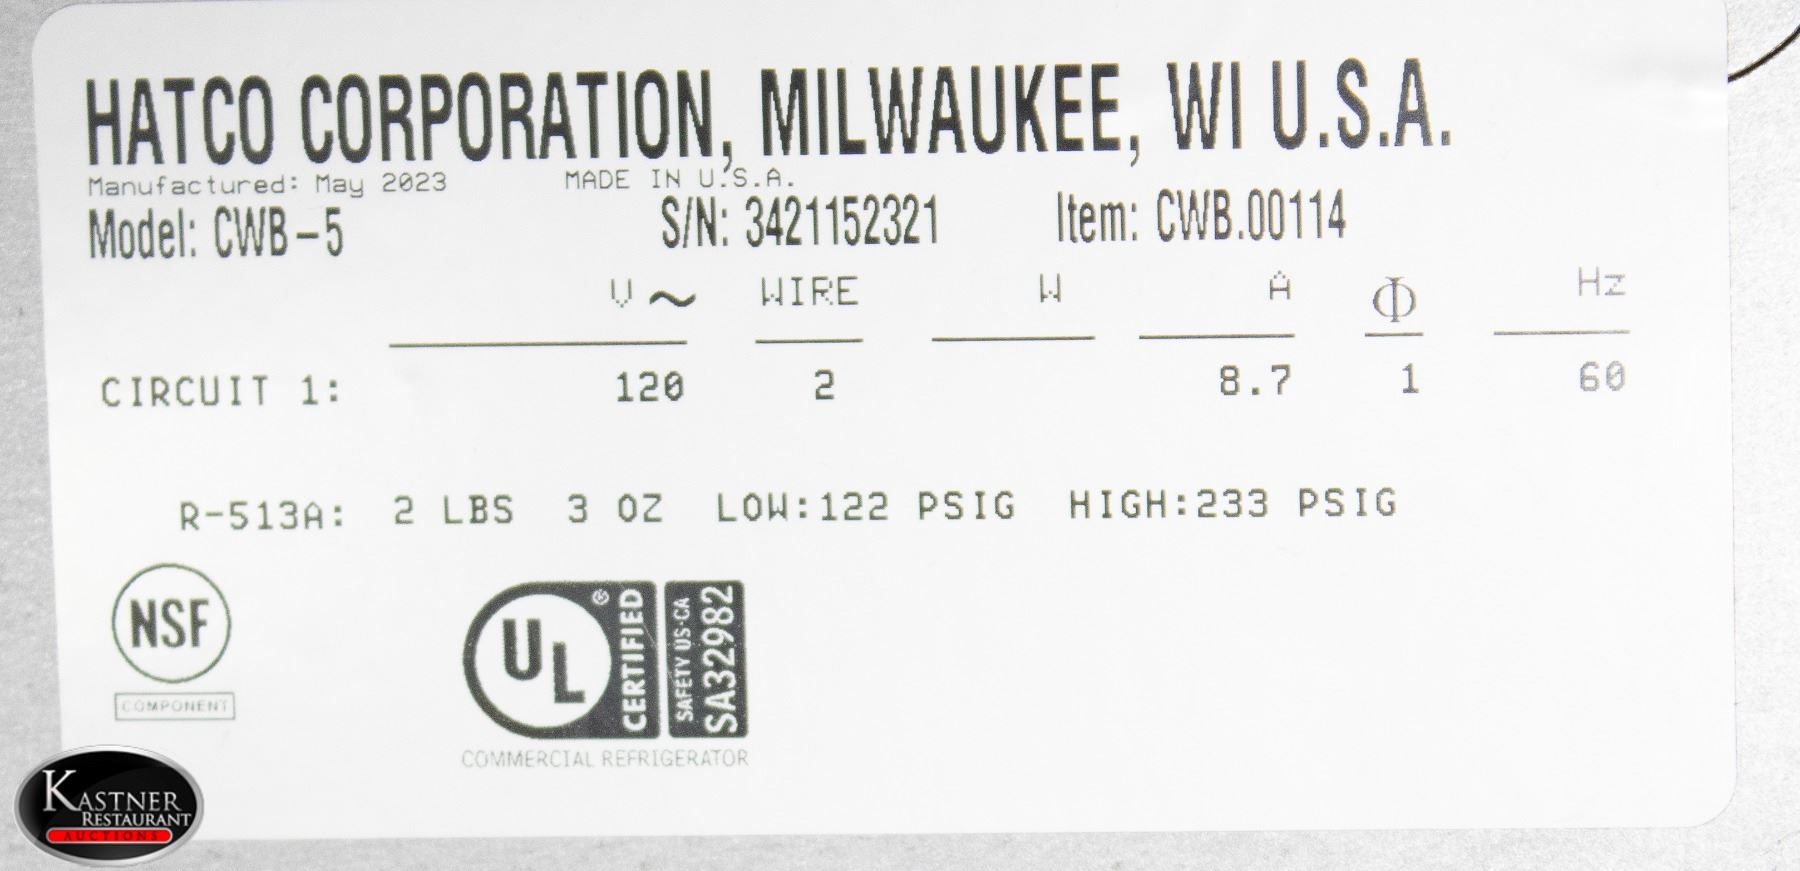 HATCO CORPORATION, MILWAUKEE, WI U.S.A.
Manufactured: May 2023 MADE IN U.S.A.
Model: CWB-5 S/N: 3421152321 Item: CWB.00114
V ~ WIRE W A Φ Hz
CIRCUIT 1: 120 2 8.7 1 60
R-513A: 2 LBS 3 OZ LOW:122 PSIG HIGH:233 PSIG
NSF
COMPONENT
UL ®
CERTIFIED
SAFETY US-CA
SA32982
COMMERCIAL REFRIGERATOR
KASTNER
RESTAURANT
AUCTIONS